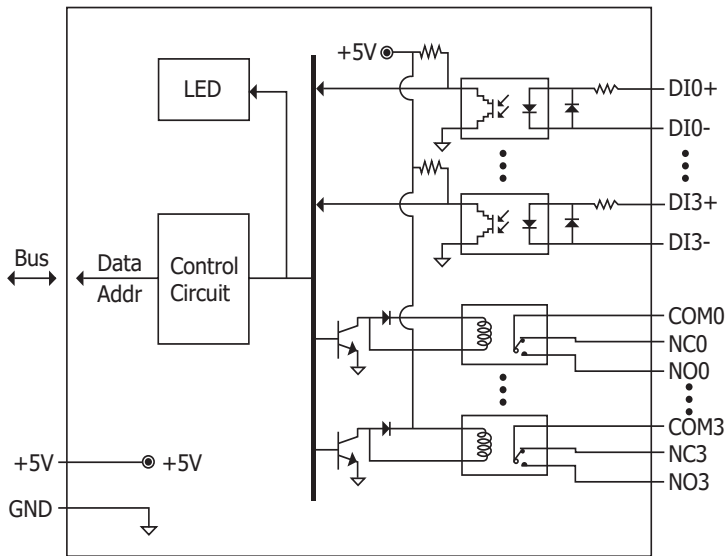 +5V
LED
DI0+
DI0-
DI3+
DI3-
Bus
Data
Addr
Control
Circuit
COM0
NC0
NO0
COM3
NC3
NO3
+5V
+5V
GND